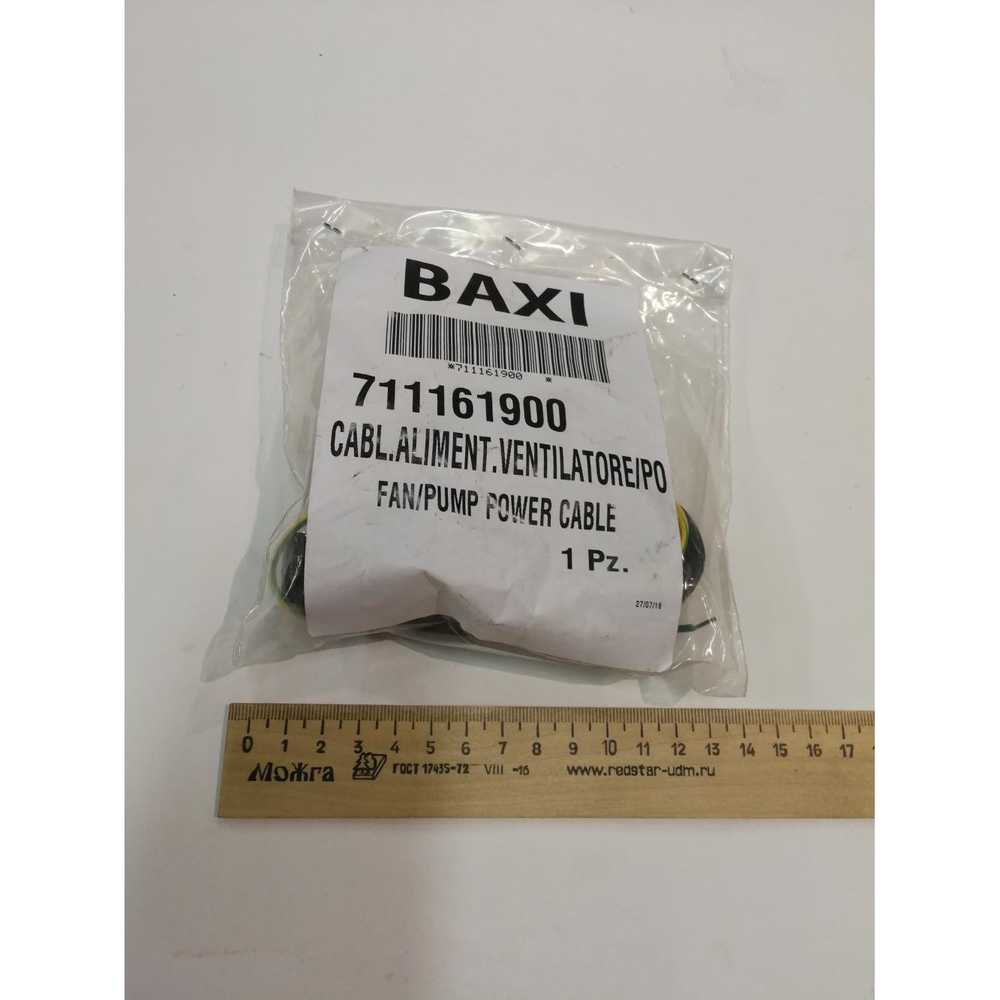 BAXI
*711161900 *
711161900
CABL.ALIMENT.VENTILATORE/PO
FAN/PUMP POWER CABLE
1 Pz.
27/07/18
0 1 2 3 4 5 6 7 8 9 10 11 12 13 14 15 16 17
Можга ГОСТ 17435-72 VIII -16 www.redstar-udm.ru